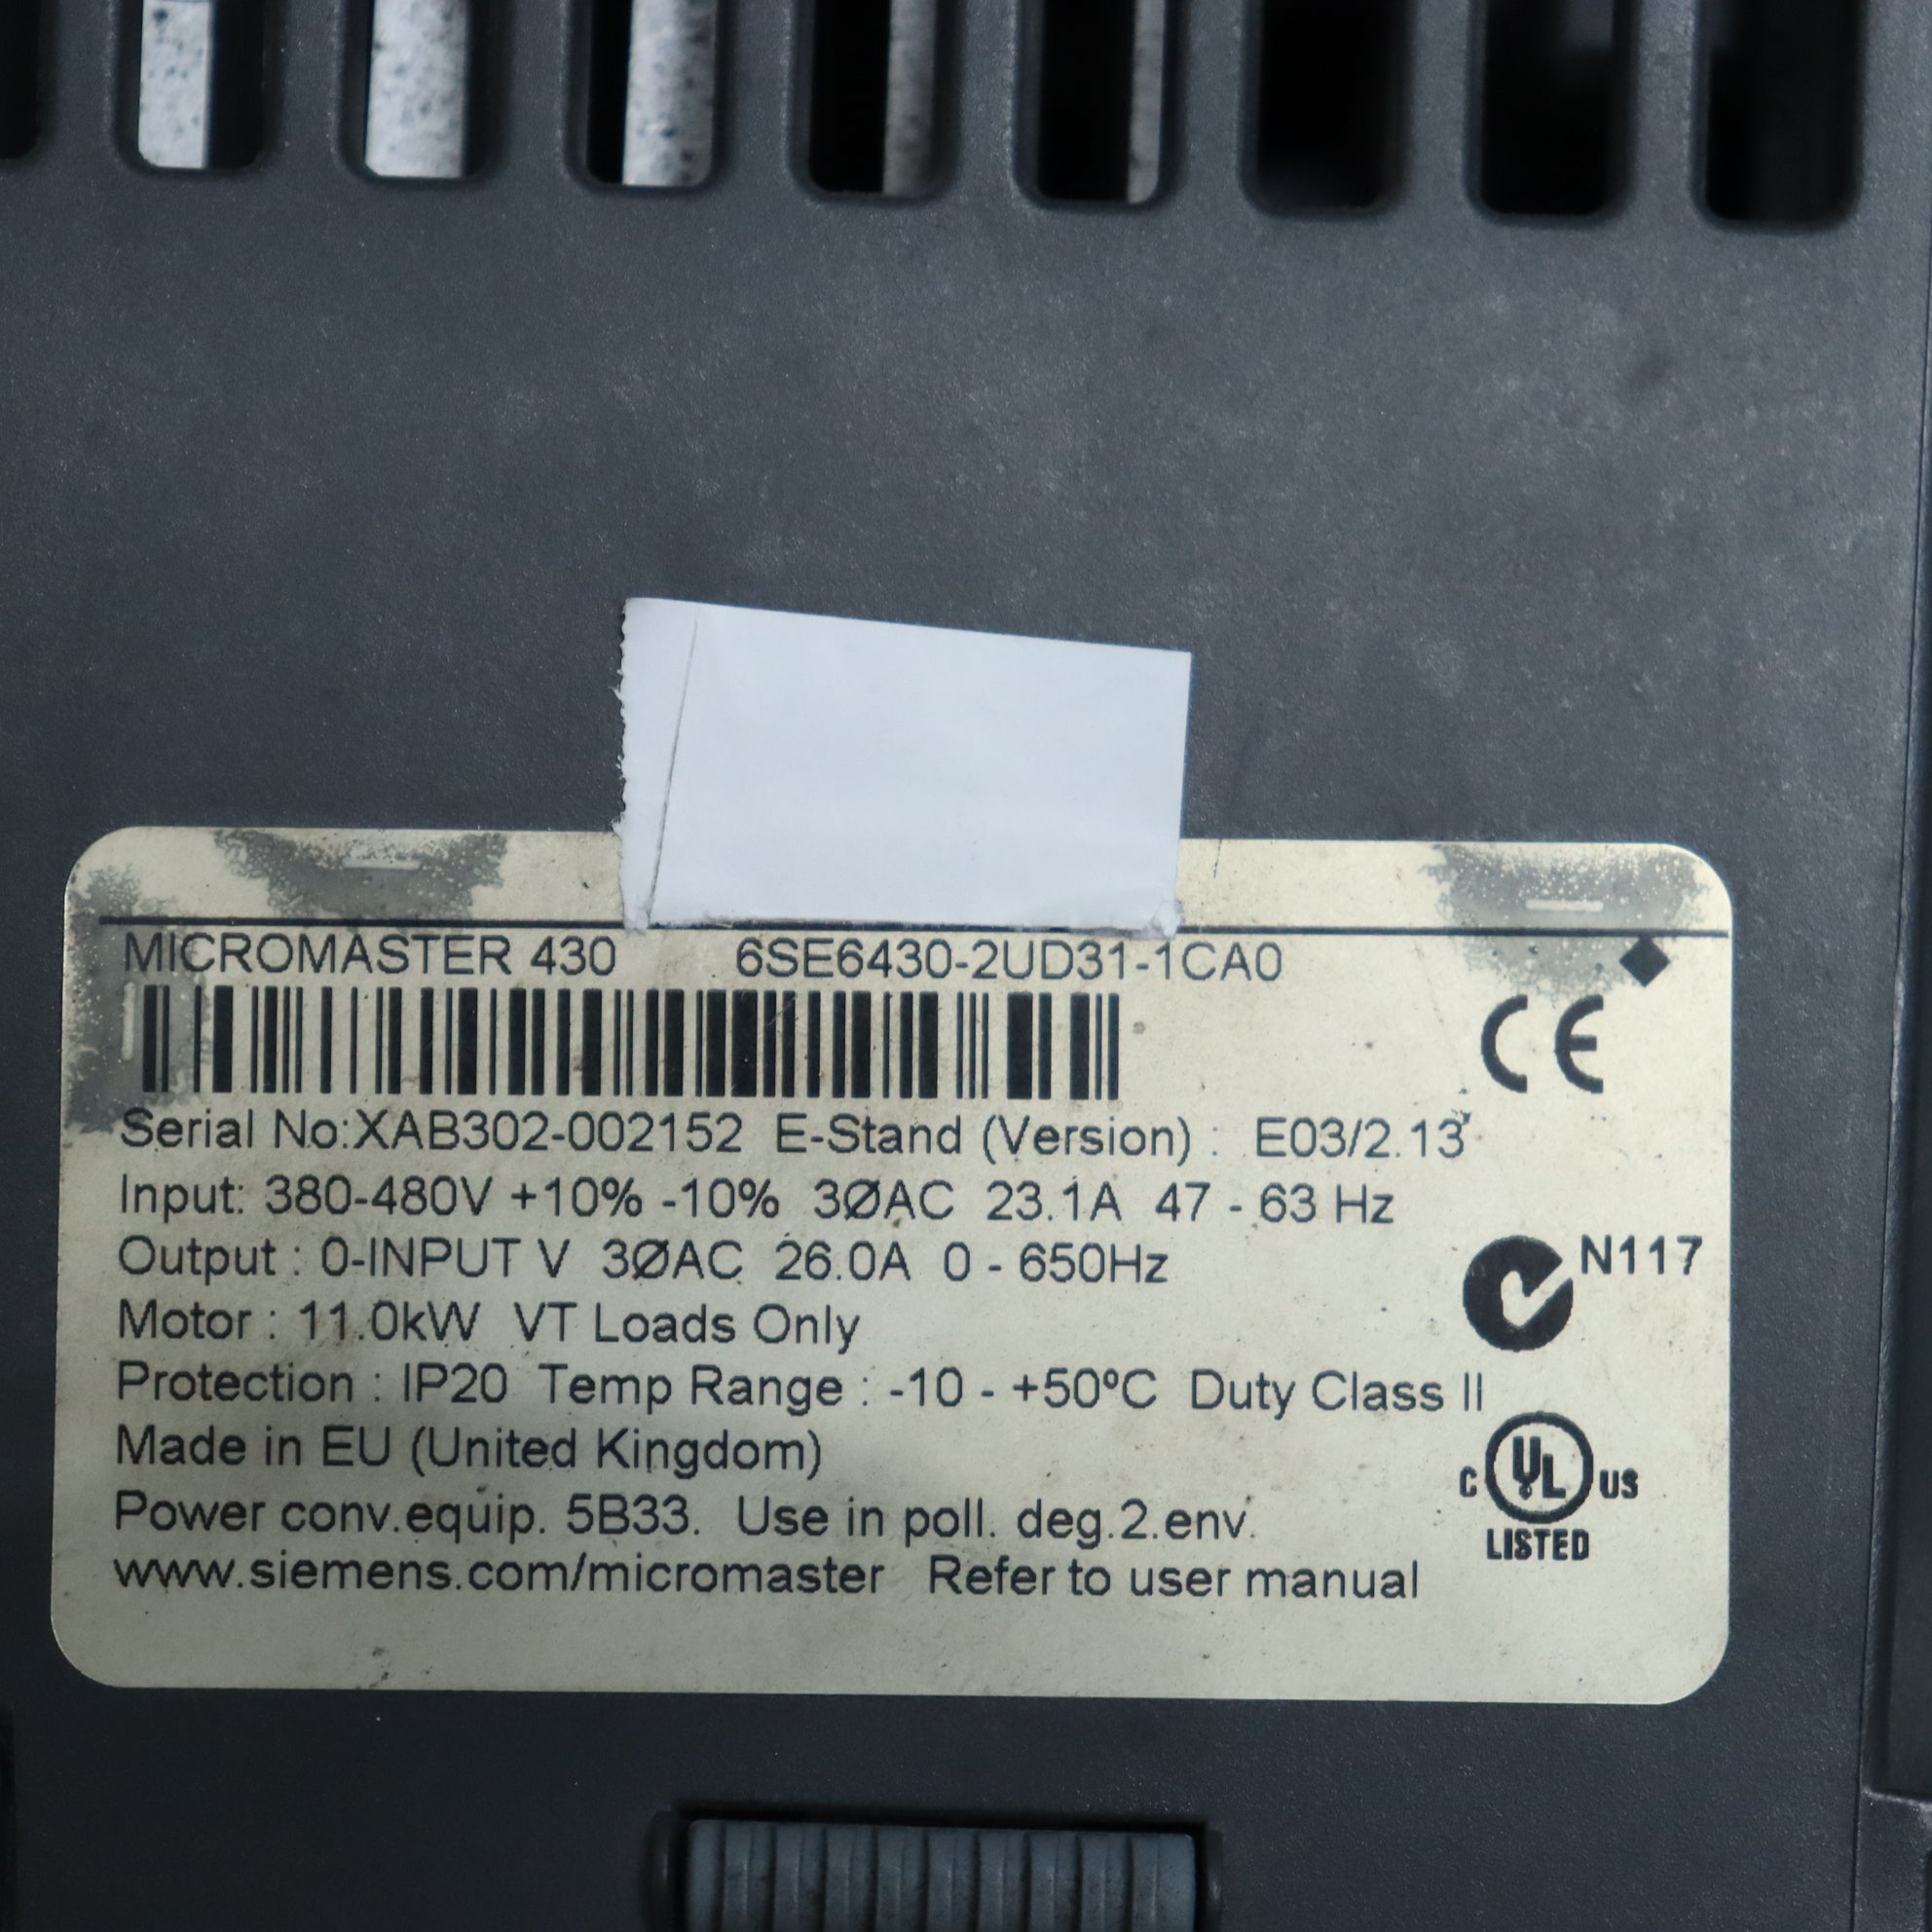 MICROMASTER 430 6SE6430-2UD31-1CA0
CE
Serial No:XAB302-002152 E-Stand (Version) : E03/2.13
Input: 380-480V +10% -10% 3ØAC 23.1A 47 - 63 Hz
Output : 0-INPUT V 3ØAC 26.0A 0 - 650Hz
N117
Motor : 11.0kW VT Loads Only
Protection : IP20 Temp Range : -10 - +50ºC Duty Class II
Made in EU (United Kingdom)
C UL US
LISTED
Power conv.equip. 5B33. Use in poll. deg.2.env.
www.siemens.com/micromaster Refer to user manual